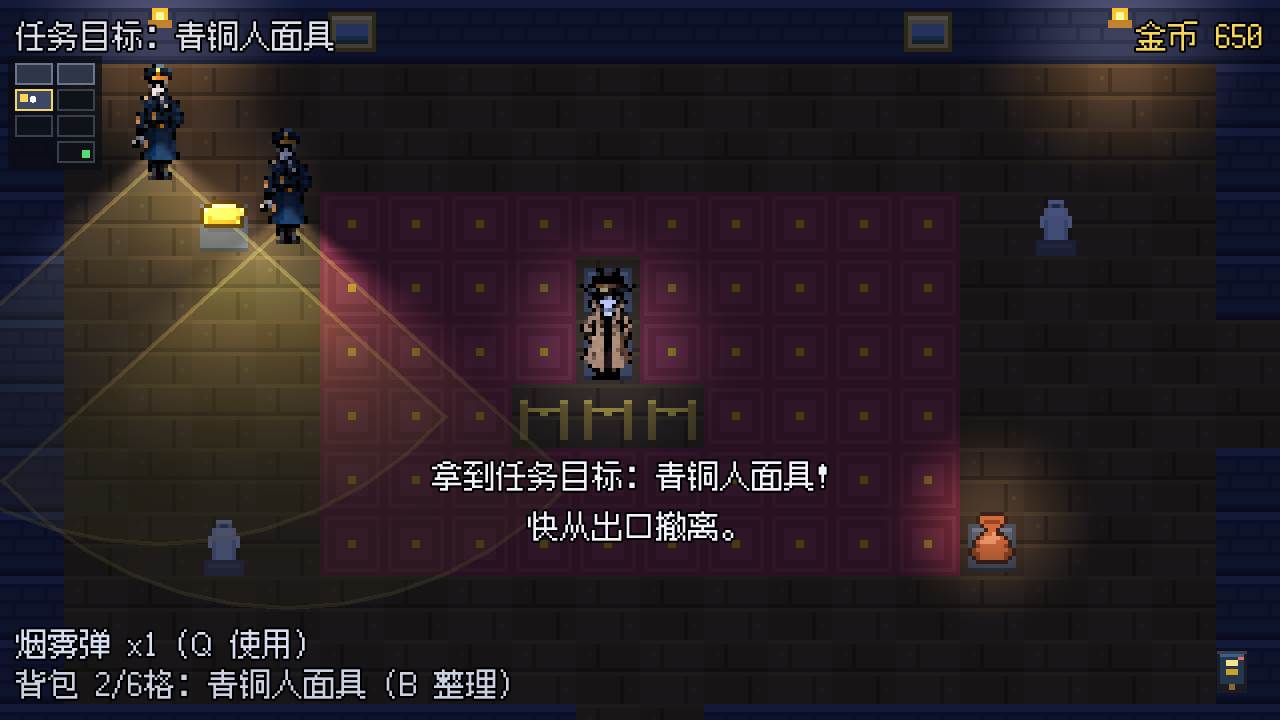 任务目标：青铜人面具
金币 650
拿到任务目标：青铜人面具！
快从出口撤离。
烟雾弹 x1（Q 使用）
背包 2/6格：青铜人面具（B 整理）